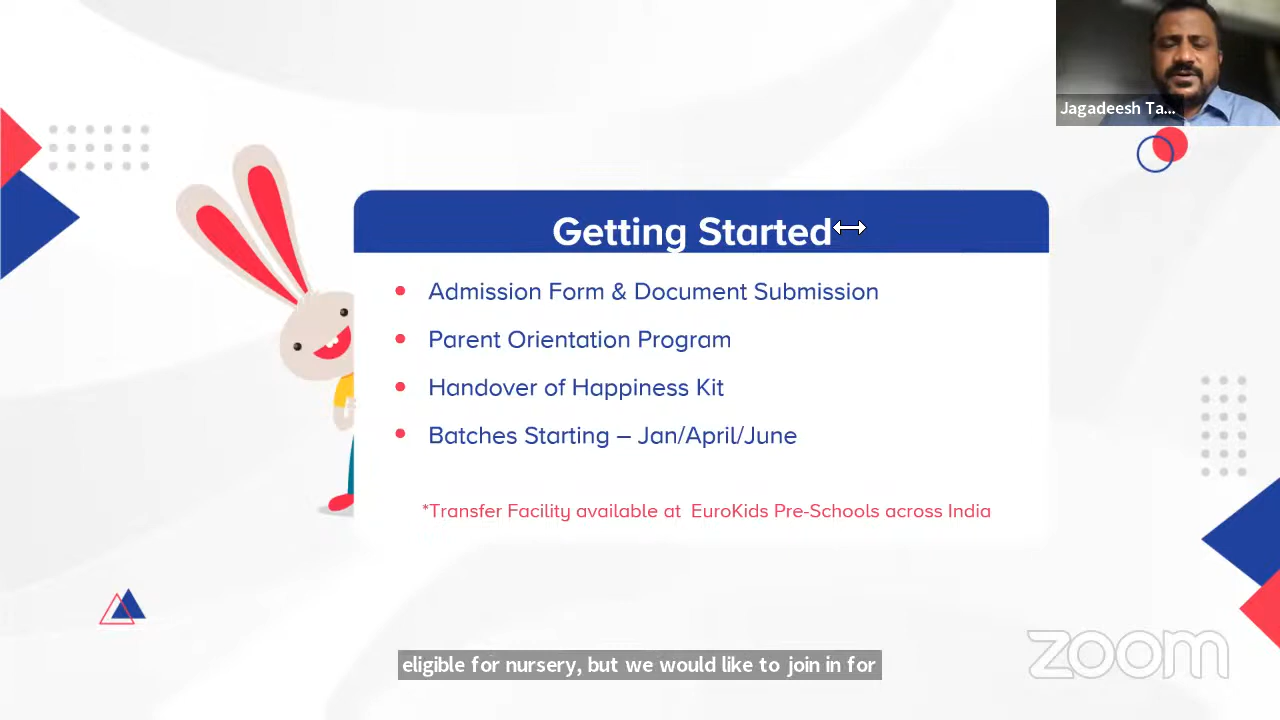 Jagadeesh Ta...
Getting Started
Admission Form & Document Submission
Parent Orientation Program
Handover of Happiness Kit
Batches Starting – Jan/April/June
*Transfer Facility available at EuroKids Pre-Schools across India
eligible for nursery, but we would like to join in for
zoom